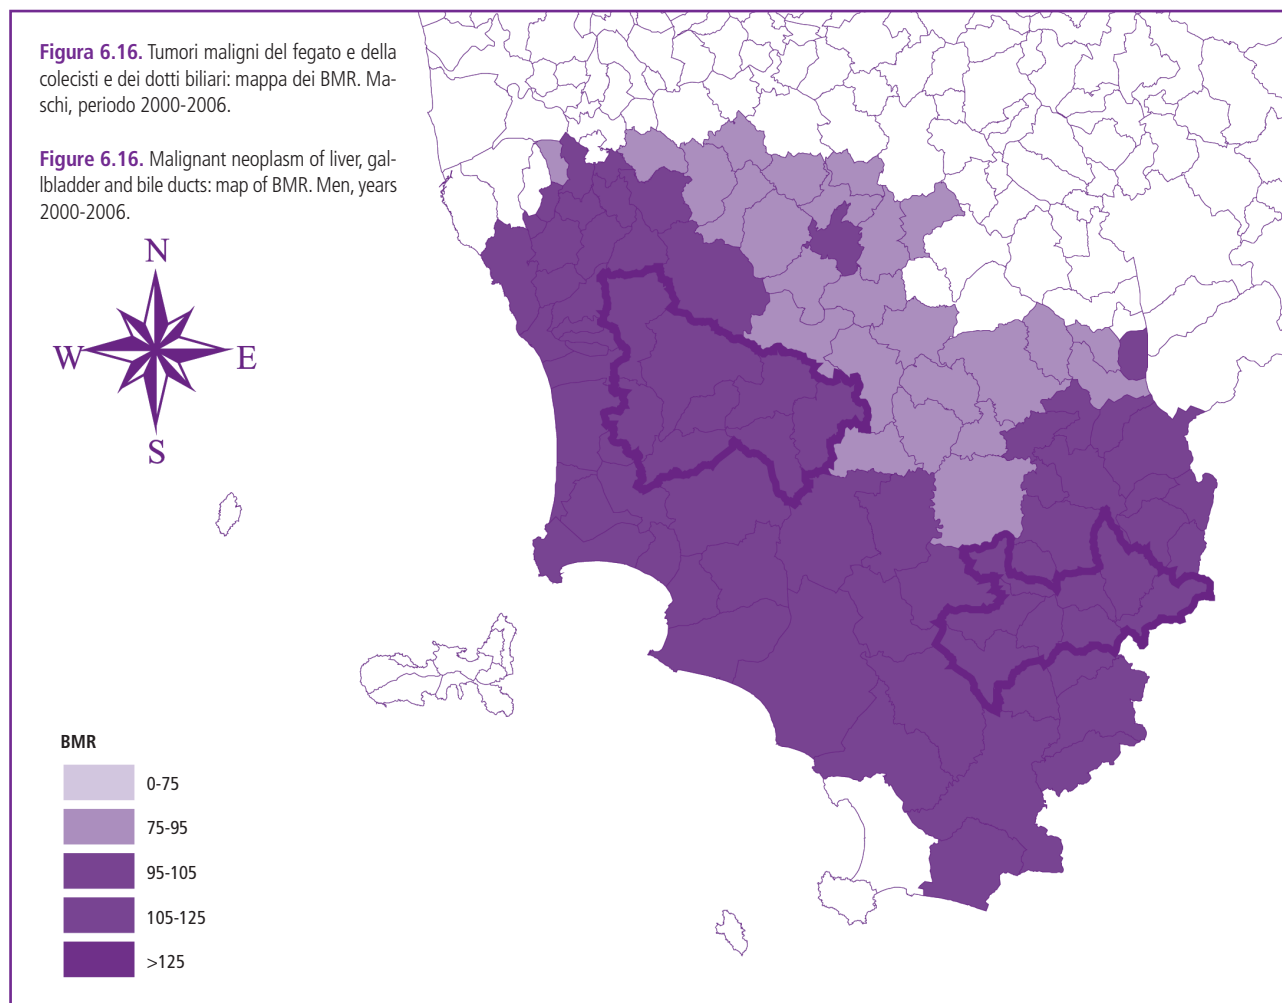 Figura 6.16. Tumori maligni del fegato e della
colecisti e dei dotti biliari: mappa dei BMR. Ma-
schi, periodo 2000-2006.
Figure 6.16. Malignant neoplasm of liver, gal-
lbladder and bile ducts: map of BMR. Men, years
2000-2006.
N
W
E
S
BMR
0-75
75-95
95-105
105-125
>125